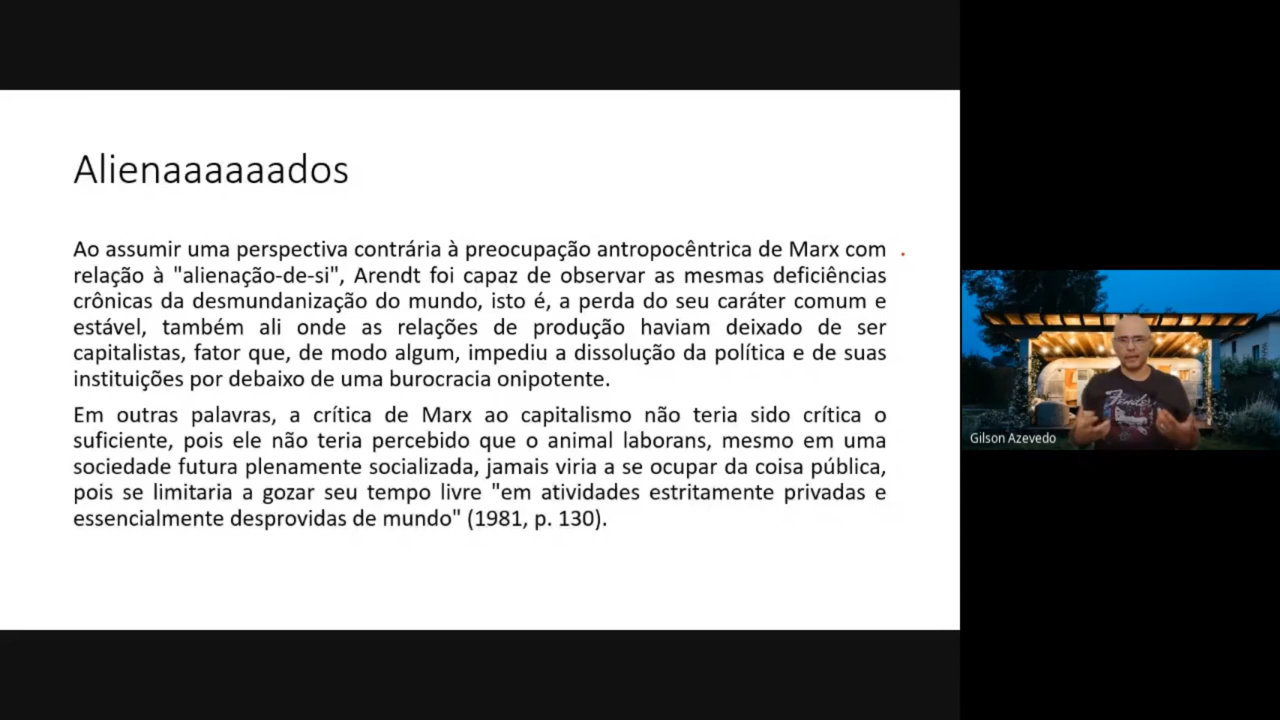 Alienaaaaaados
Ao assumir uma perspectiva contrária à preocupação antropocêntrica de Marx com
relação à "alienação-de-si", Arendt foi capaz de observar as mesmas deficiências
crônicas da desmundanização do mundo, isto é, a perda do seu caráter comum e
estável, também ali onde as relações de produção haviam deixado de ser
capitalistas, fator que, de modo algum, impediu a dissolução da política e de suas
instituições por debaixo de uma burocracia onipotente.
Em outras palavras, a crítica de Marx ao capitalismo não teria sido crítica o
suficiente, pois ele não teria percebido que o animal laborans, mesmo em uma
sociedade futura plenamente socializada, jamais viria a se ocupar da coisa pública,
pois se limitaria a gozar seu tempo livre "em atividades estritamente privadas e
essencialmente desprovidas de mundo" (1981, p. 130).
Fender
Gilson Azevedo